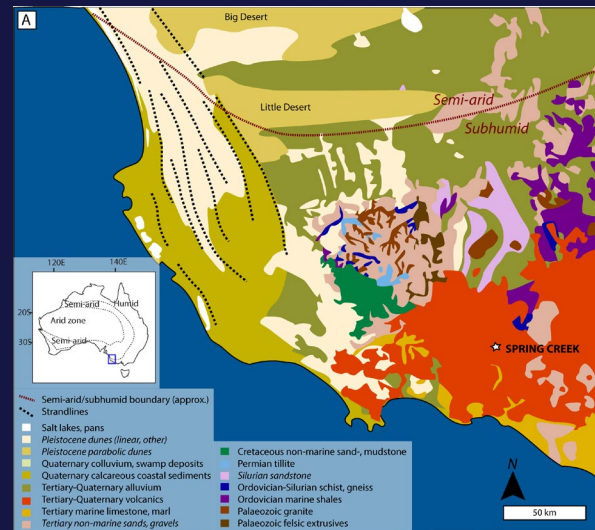 A
Big Desert
Little Desert
Semi-arid
Subhumid
120E
140E
Semi-arid
Humid
20S
Arid zone
30S
Semi-arid
SPRING CREEK
Semi-arid/subhumid boundary (approx.)
Strandlines
Salt lakes, pans
Pleistocene dunes (linear, other)
Pleistocene parabolic dunes
Quaternary colluvium, swamp deposits
Quaternary calcareous coastal sediments
Tertiary-Quaternary alluvium
Tertiary-Quaternary volcanics
Tertiary marine limestone, marl
Tertiary non-marine sands, gravels
Cretaceous non-marine sand-, mudstone
Permian tillite
Silurian sandstone
Ordovician-Silurian schist, gneiss
Ordovician marine shales
Palaeozoic granite
Palaeozoic felsic extrusives
N
50 km